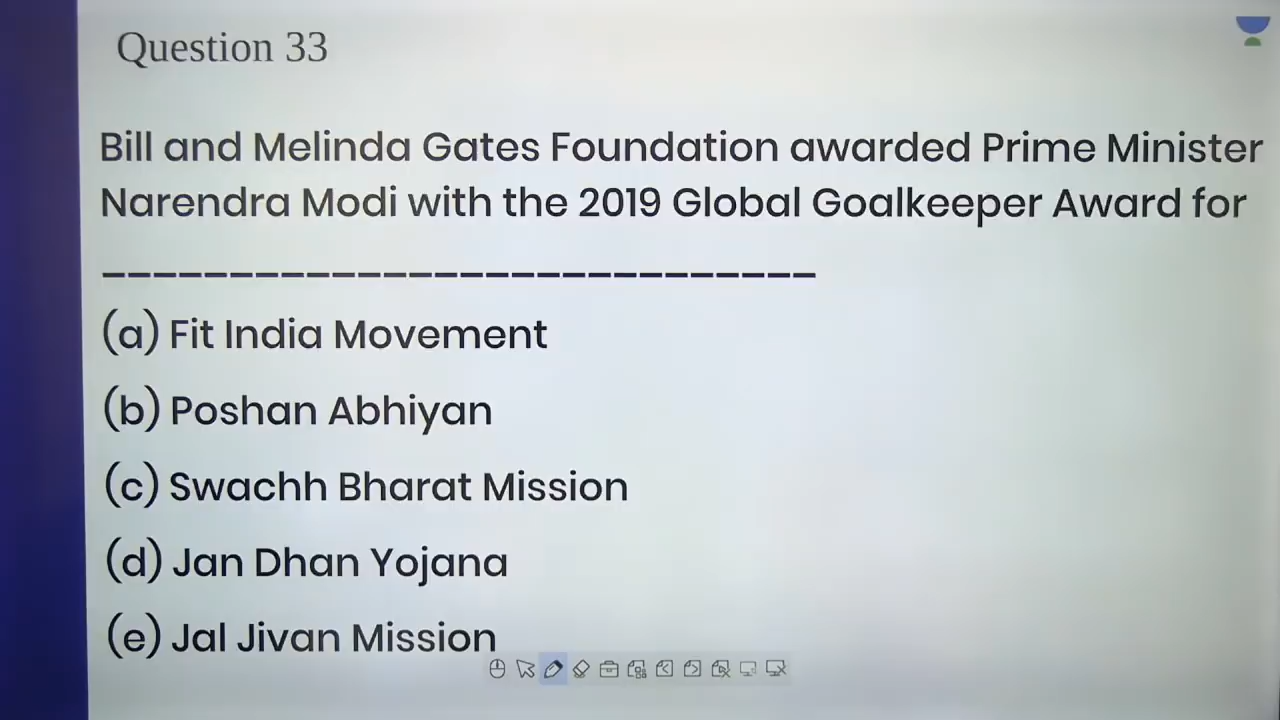 Question 33
Bill and Melinda Gates Foundation awarded Prime Minister
Narendra Modi with the 2019 Global Goalkeeper Award for
____________________________
(a) Fit India Movement
(b) Poshan Abhiyan
(c) Swachh Bharat Mission
(d) Jan Dhan Yojana
(e) Jal Jivan Mission